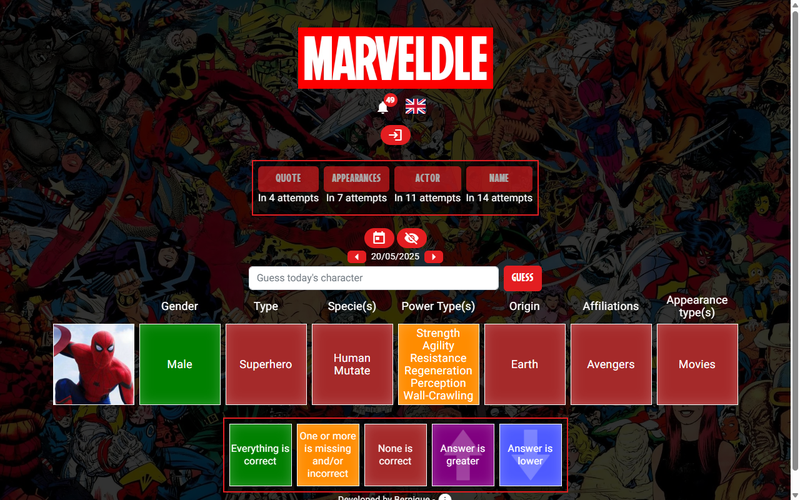 MARVELDLE
49
QUOTE APPEARANCES ACTOR NAME
In 4 attempts In 7 attempts In 11 attempts In 14 attempts
20/05/2025
Guess today's character GUESS
Gender Type Specie(s) Power Type(s) Origin Affiliations Appearance type(s)
Male
Superhero
Human
Mutate
Strength
Agility
Resistance
Regeneration
Perception
Wall-Crawling
Earth
Avengers
Movies
Everything is
correct
One or more
is missing
and/or
incorrect
None is
correct
Answer is
greater
Answer is
lower
Developed by Bernique -